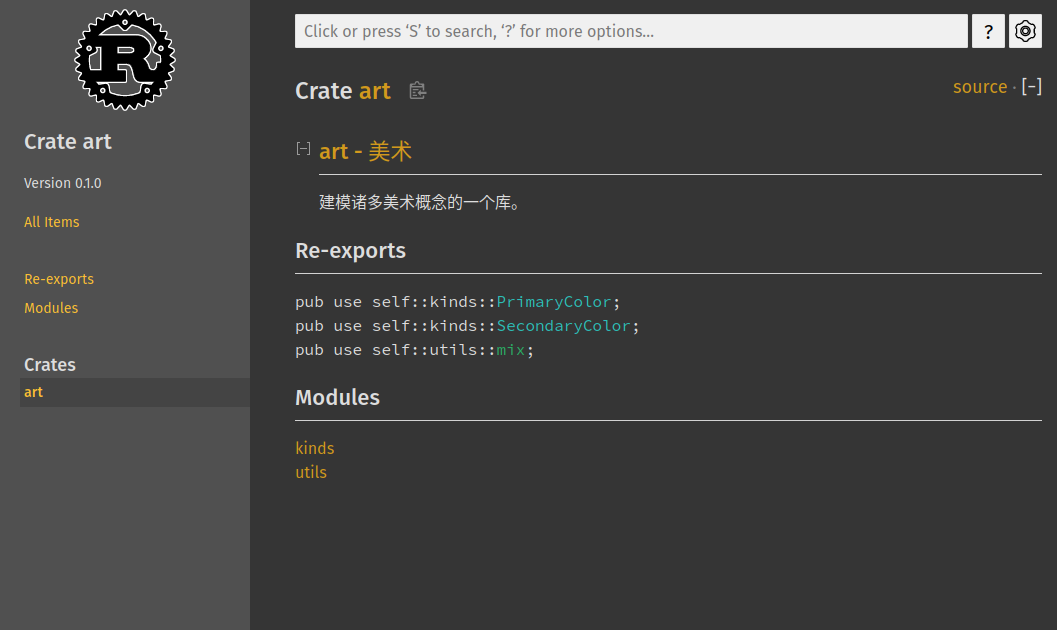 R
Crate art
Version 0.1.0
All Items
Re-exports
Modules
Crates
art
Click or press ‘S’ to search, ‘?’ for more options…
?
Crate art
source · [−]
[−] art - 美术
建模诸多美术概念的一个库。
Re-exports
pub use self::kinds::PrimaryColor;
pub use self::kinds::SecondaryColor;
pub use self::utils::mix;
Modules
kinds
utils